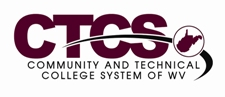 CTCS
COMMUNITY AND TECHNICAL
COLLEGE SYSTEM OF WV